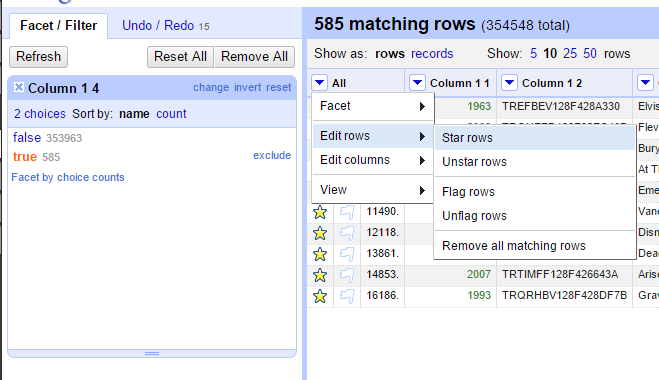 Facet / Filter Undo / Redo 15
Refresh Reset All Remove All
Column 1 4 change invert reset
2 choices Sort by: name count
false 353963
true 585 exclude
Facet by choice counts
585 matching rows (354548 total)
Show as: rows records Show: 5 10 25 50 rows
All Column 1 1 Column 1 2 Column 1
Facet 1963 TREFBEV128F428A330 Elvis
Edit rows Star rows Flev
Edit columns Unstar rows Bury
At T
View Flag rows Eme
11490. Unflag rows Vane
12118. Disn
13861. Remove all matching rows Dead
14853. 2007 TRTIMFF128F426643A Arise
16186. 1993 TRQRHBV128F428DF7B Grav